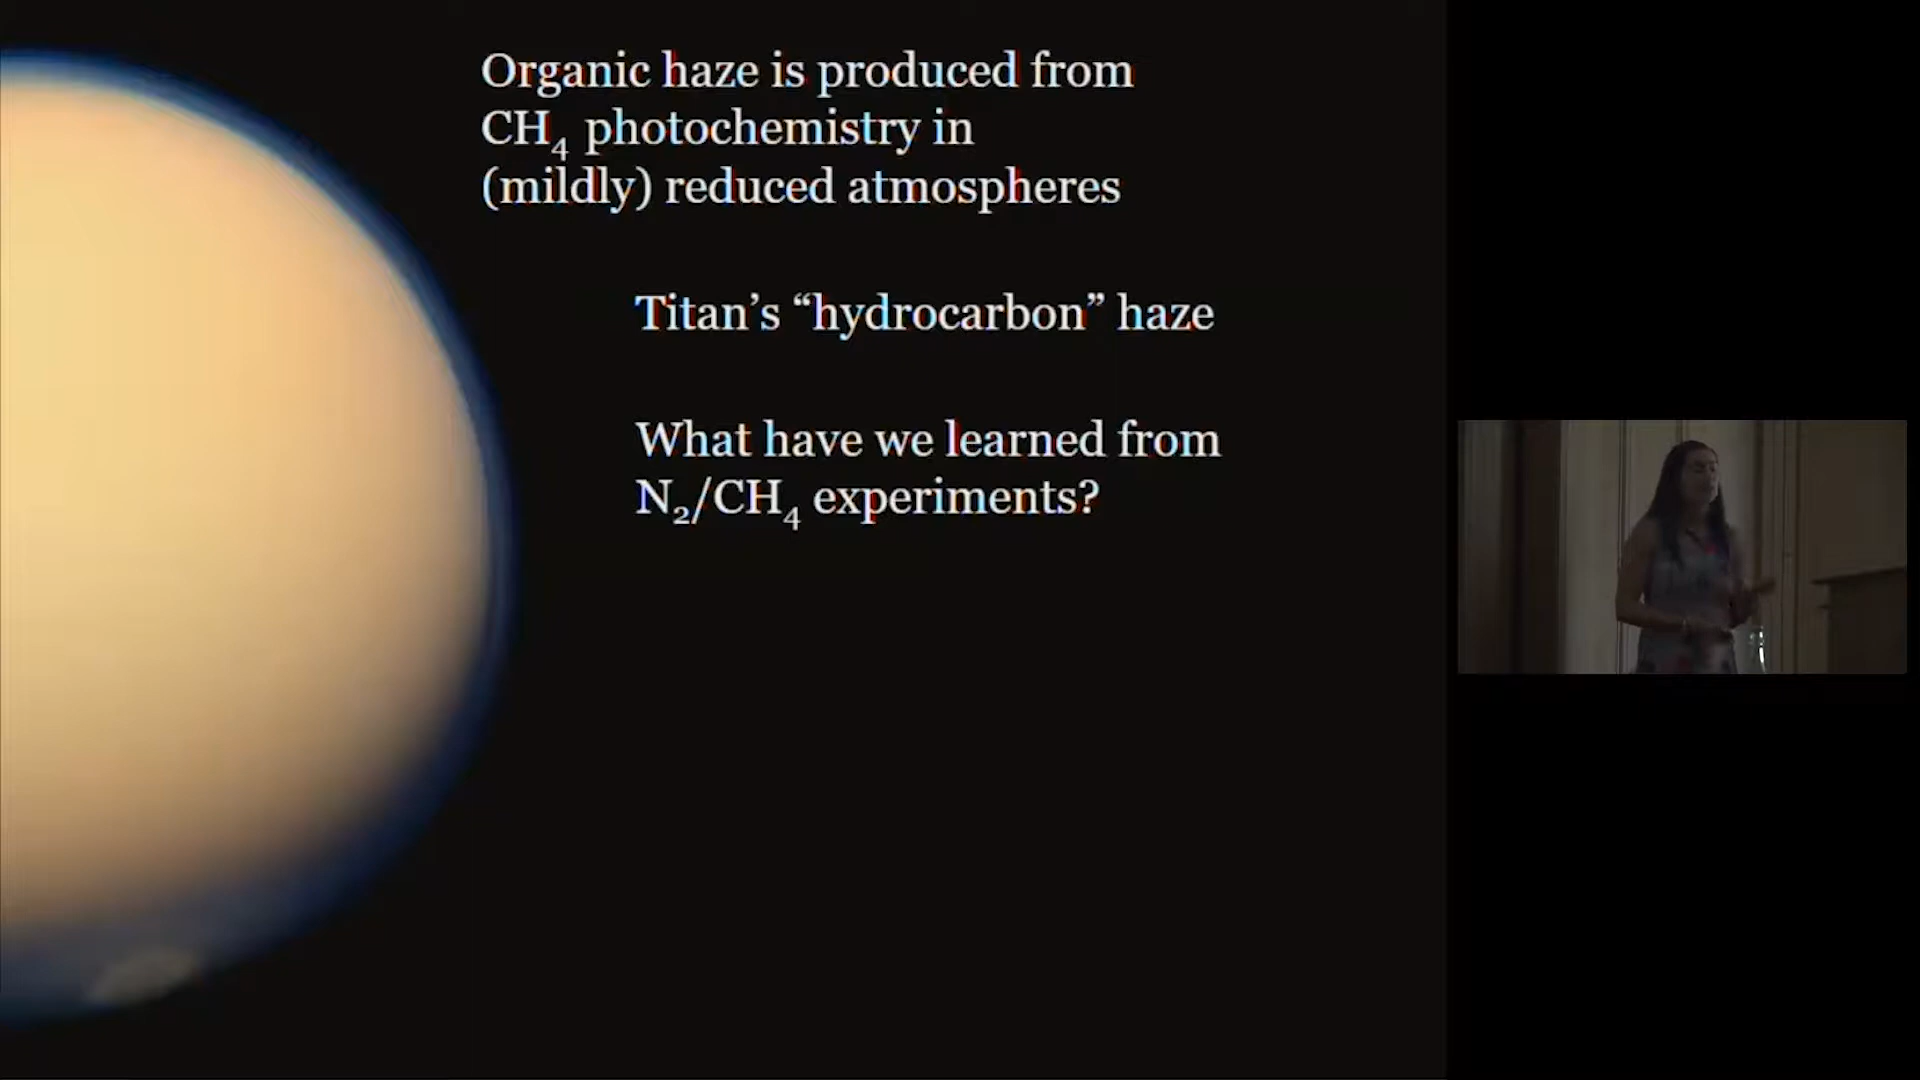 Organic haze is produced from
CH₄ photochemistry in
(mildly) reduced atmospheres
Titan’s “hydrocarbon” haze
What have we learned from
N₂/CH₄ experiments?